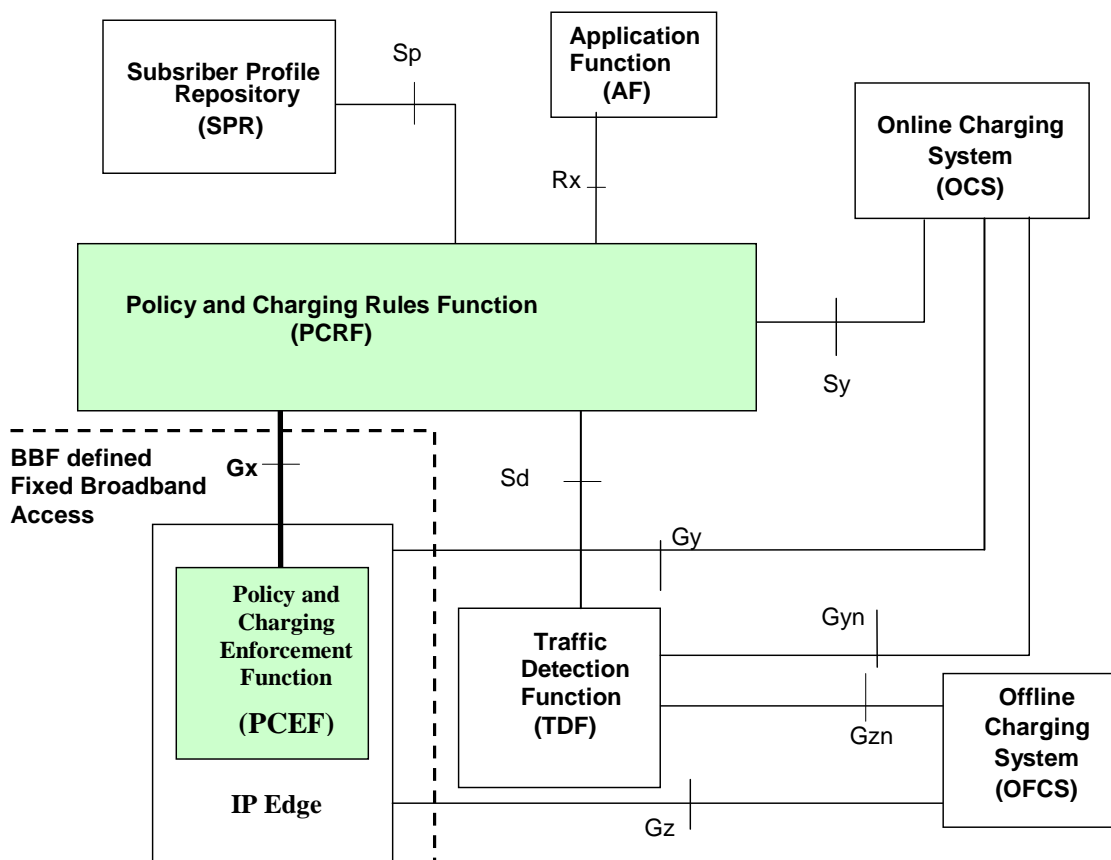 Subsriber Profile
Repository
(SPR)
Sp
Application
Function
(AF)
Online Charging
System
(OCS)
Rx
Policy and Charging Rules Function
(PCRF)
Sy
BBF defined
Fixed Broadband
Access
Gx
Sd
Gy
Policy and
Charging
Enforcement
Function
(PCEF)
IP Edge
Traffic
Detection
Function
(TDF)
Gyn
Gzn
Offline
Charging
System
(OFCS)
Gz